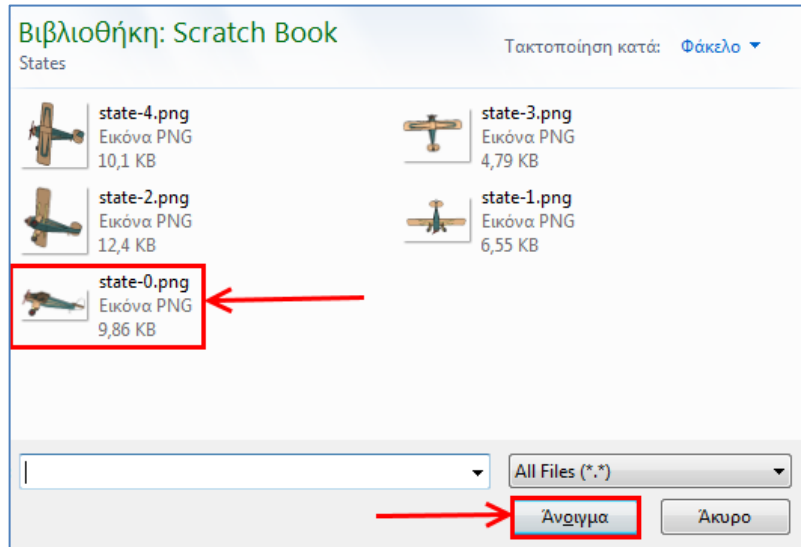 Βιβλιοθήκη: Scratch Book
States
Τακτοποίηση κατά: Φάκελο
state-4.png
Εικόνα PNG
10,1 KB
state-3.png
Εικόνα PNG
4,79 KB
state-2.png
Εικόνα PNG
12,4 KB
state-1.png
Εικόνα PNG
6,55 KB
state-0.png
Εικόνα PNG
9,86 KB
All Files (*.*)
Άνοιγμα
Άκυρο